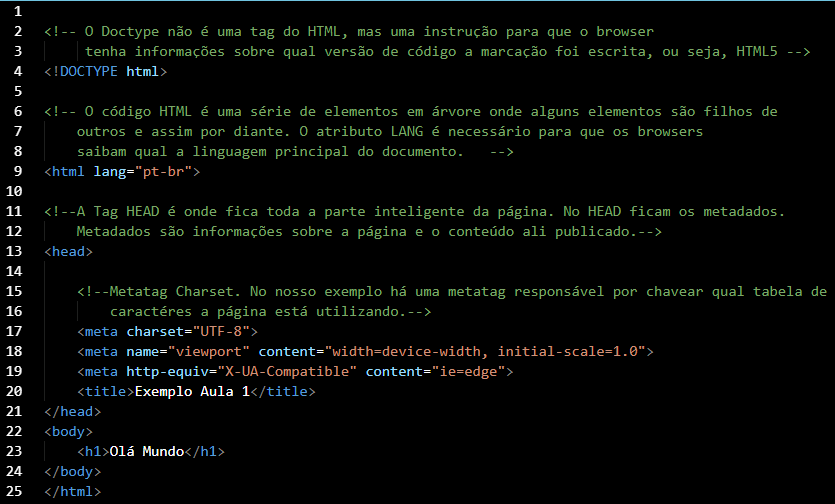 1
2 <!-- O Doctype não é uma tag do HTML, mas uma instrução para que o browser
3 tenha informações sobre qual versão de código a marcação foi escrita, ou seja, HTML5 -->
4 <!DOCTYPE html>
5
6 <!-- O código HTML é uma série de elementos em árvore onde alguns elementos são filhos de
7 outros e assim por diante. O atributo LANG é necessário para que os browsers
8 saibam qual a linguagem principal do documento.   -->
9 <html lang="pt-br">
10
11 <!--A Tag HEAD é onde fica toda a parte inteligente da página. No HEAD ficam os metadados.
12 Metadados são informações sobre a página e o conteúdo ali publicado.-->
13 <head>
14
15 <!--Metatag Charset. No nosso exemplo há uma metatag responsável por chavear qual tabela de
16 caractéres a página está utilizando.-->
17 <meta charset="UTF-8">
18 <meta name="viewport" content="width=device-width, initial-scale=1.0">
19 <meta http-equiv="X-UA-Compatible" content="ie=edge">
20 <title>Exemplo Aula 1</title>
21 </head>
22 <body>
23 <h1>Olá Mundo</h1>
24 </body>
25 </html>